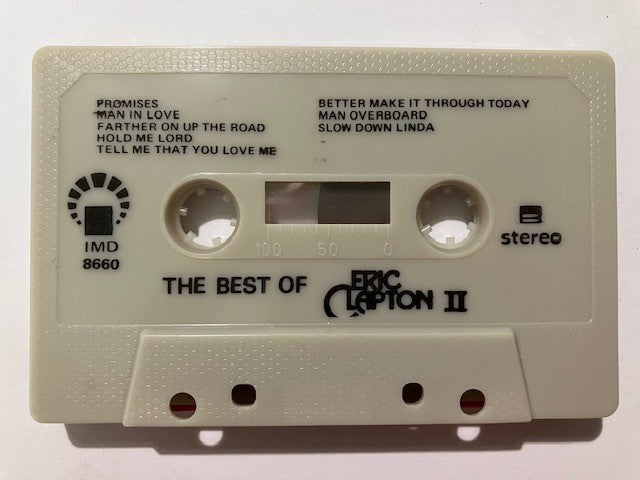 PROMISES
MAN IN LOVE
FARTHER ON UP THE ROAD
HOLD ME LORD
TELL ME THAT YOU LOVE ME
BETTER MAKE IT THROUGH TODAY
MAN OVERBOARD
SLOW DOWN LINDA
IMD
8660
100 50 0
B
stereo
THE BEST OF ERIC CLAPTON II